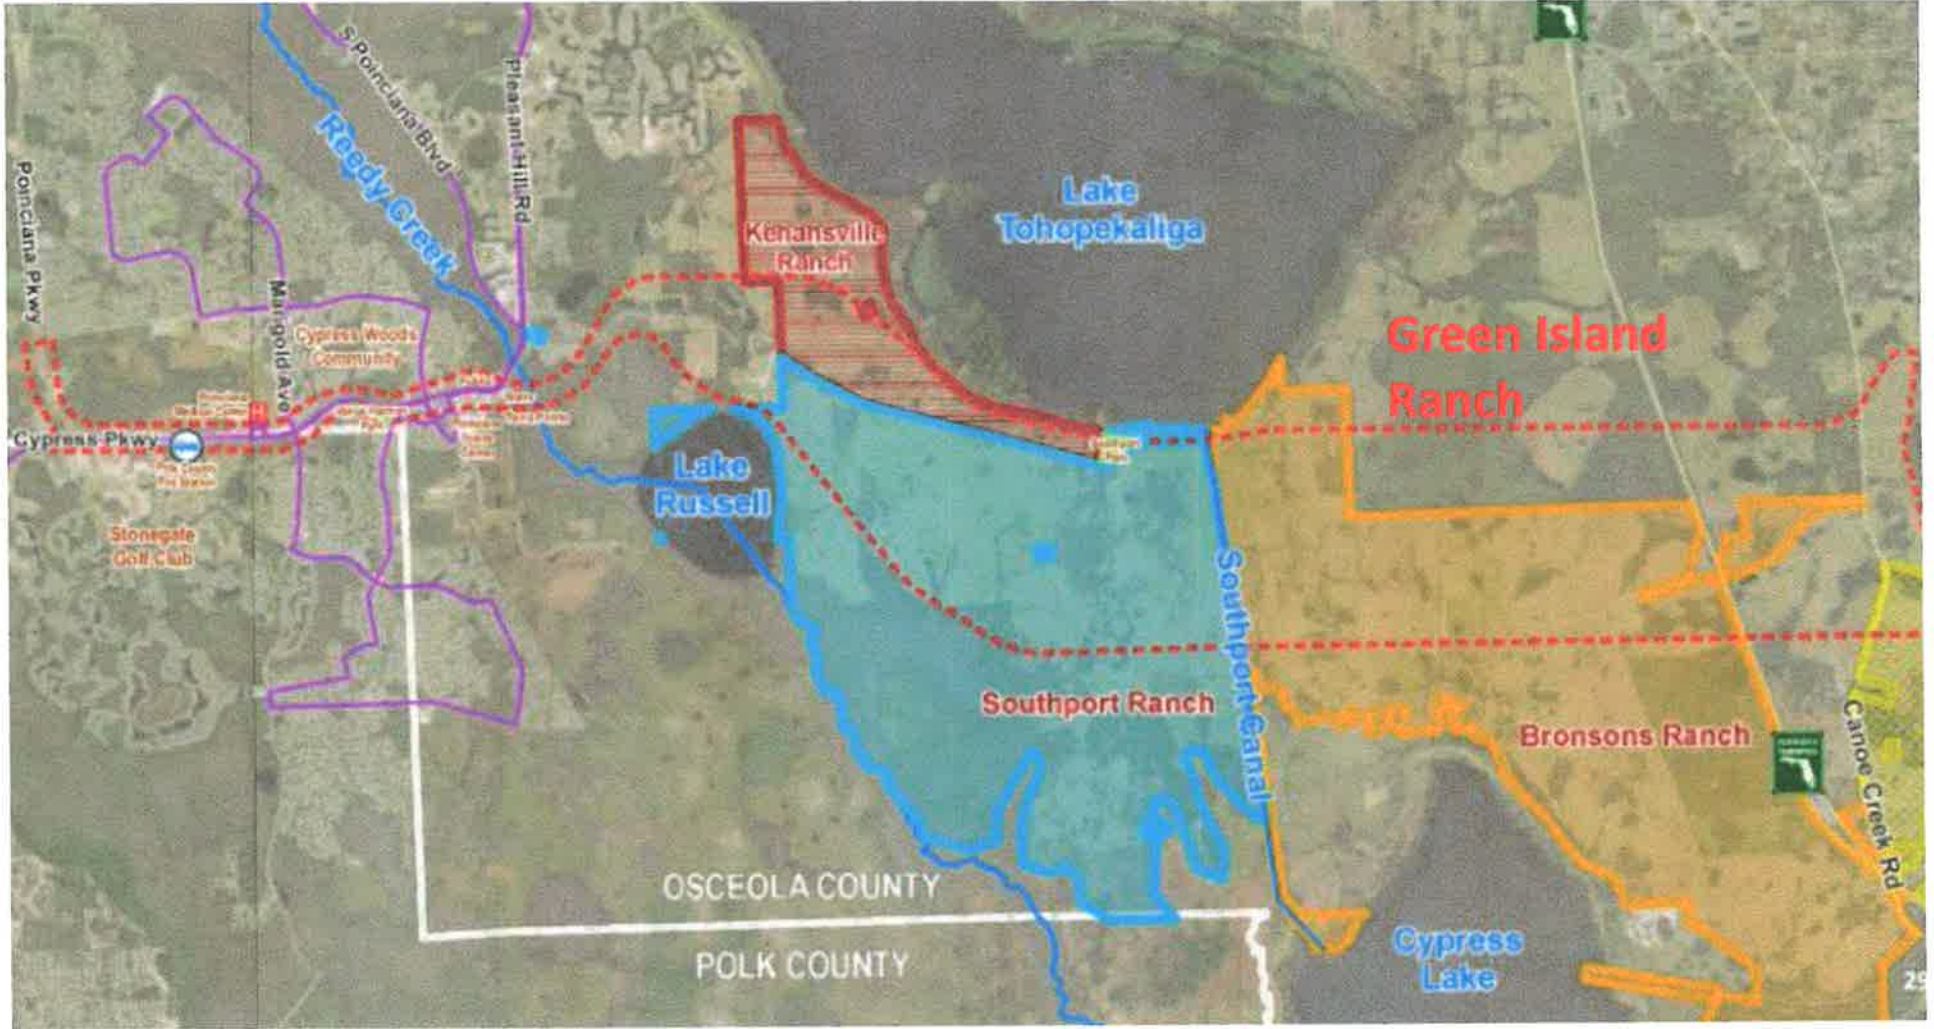 S Poinciana Blvd
Pleasant Hill Rd
Reedy Creek
Poinciana Pkwy
Marigold Ave
Kenansville
Ranch
Lake
Tohopekaliga
Green Island
Ranch
Cypress Woods
Community
Cypress Pkwy
H
Lake
Russell
Stonegate
Golf Club
Southport Canal
Southport Ranch
Bronsons Ranch
Canoe Creek Rd
OSCEOLA COUNTY
POLK COUNTY
Cypress
Lake
29